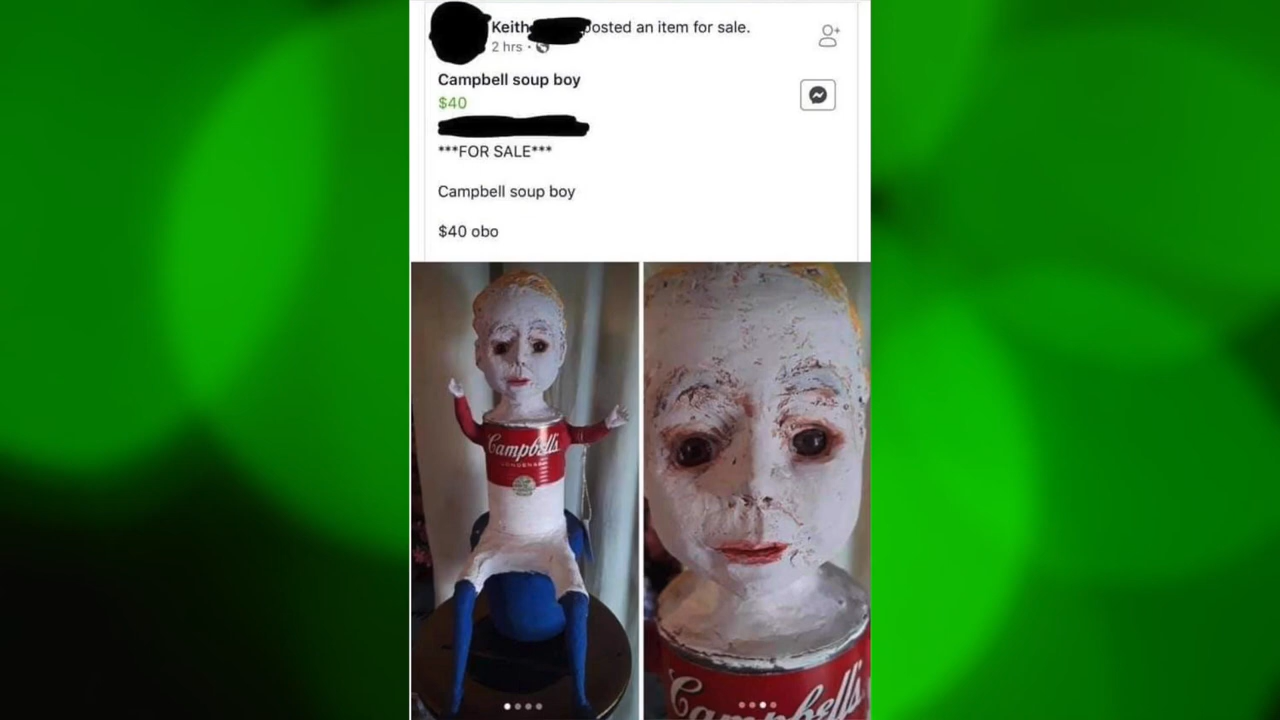 Keith posted an item for sale.
2 hrs ·
Campbell soup boy
$40
***FOR SALE***
Campbell soup boy
$40 obo
Campbell's
Campbell's